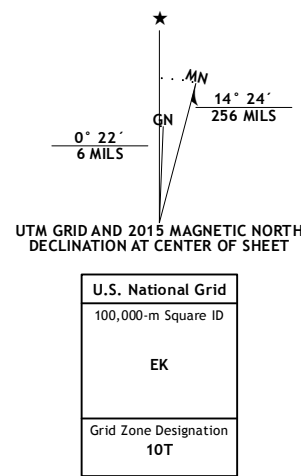 MN
14° 24´
256 MILS
GN
0° 22´
6 MILS
UTM GRID AND 2015 MAGNETIC NORTH
DECLINATION AT CENTER OF SHEET
U.S. National Grid
100,000-m Square ID
EK
Grid Zone Designation
10T